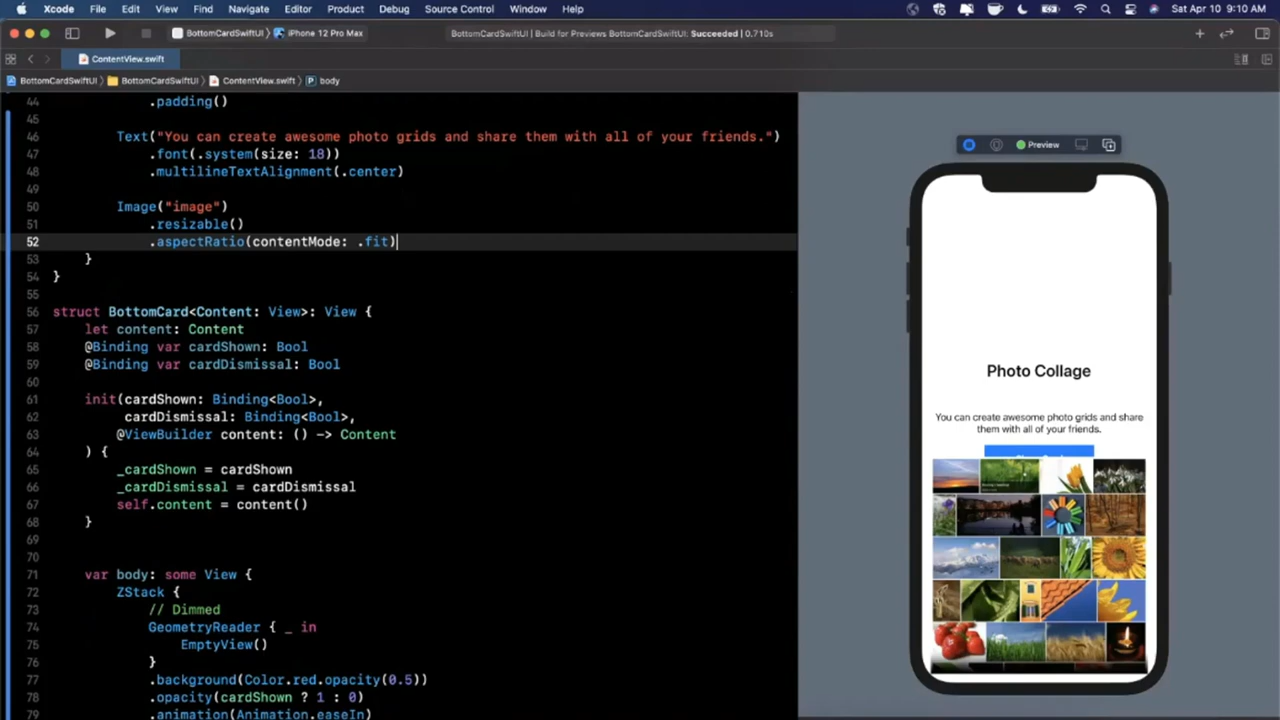 Xcode File Edit View Find Navigate Editor Product Debug Source Control Window Help Sat Apr 10 9:10 AM
BottomCardSwiftUI 〉 iPhone 12 Pro Max BottomCardSwiftUI | Build for Previews BottomCardSwiftUI: Succeeded | 0.710s
ContentView.swift
BottomCardSwiftUI 〉 BottomCardSwiftUI 〉 ContentView.swift 〉 body
44 .padding()
45
46 Text("You can create awesome photo grids and share them with all of your friends.")
47 .font(.system(size: 18))
48 .multilineTextAlignment(.center)
49
50 Image("image")
51 .resizable()
52 .aspectRatio(contentMode: .fit)
53 }
54 }
55
56 struct BottomCard<Content: View>: View {
57 let content: Content
58 @Binding var cardShown: Bool
59 @Binding var cardDismissal: Bool
60
61 init(cardShown: Binding<Bool>,
62 cardDismissal: Binding<Bool>,
63 @ViewBuilder content: () -> Content
64 ) {
65 _cardShown = cardShown
66 _cardDismissal = cardDismissal
67 self.content = content()
68 }
69
70
71 var body: some View {
72 ZStack {
73 // Dimmed
74 GeometryReader { _ in
75 EmptyView()
76 }
77 .background(Color.red.opacity(0.5))
78 .opacity(cardShown ? 1 : 0)
79 .animation(Animation.easeIn)
Preview
Photo Collage
You can create awesome photo grids and share
them with all of your friends.